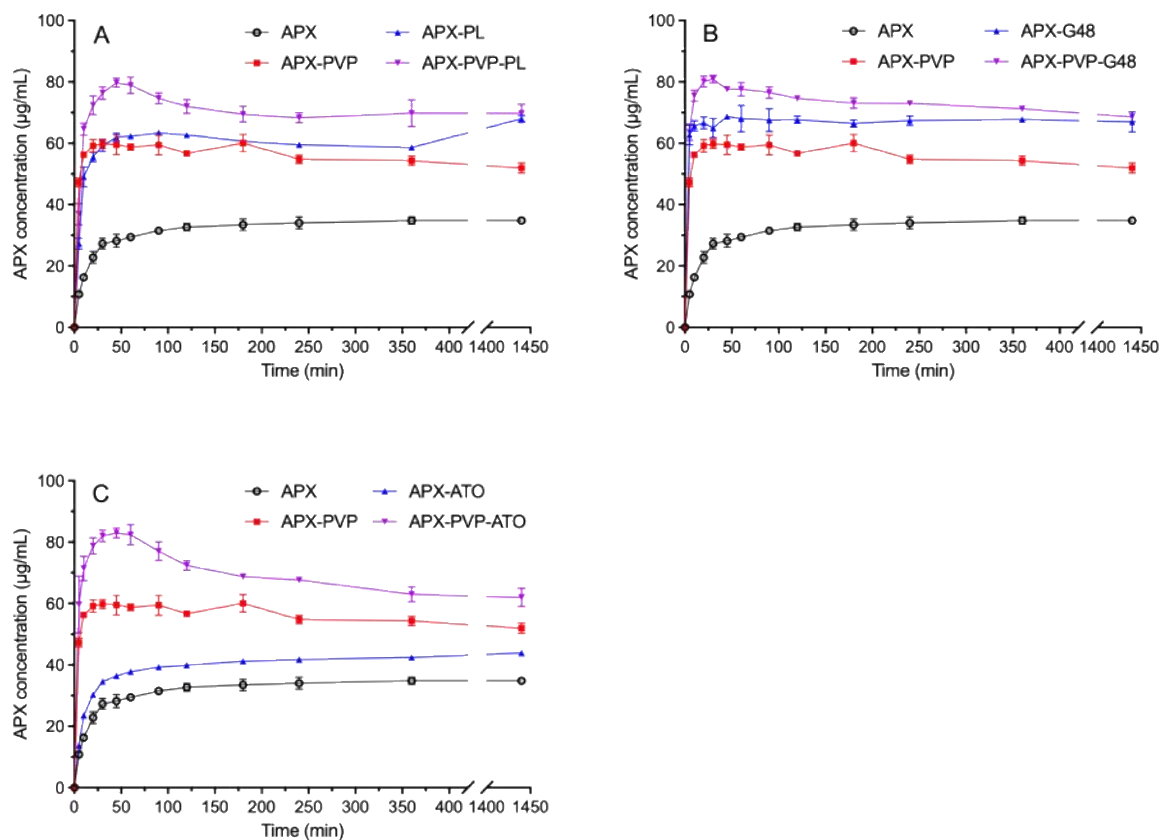 A
APX
APX-PL
APX-PVP
APX-PVP-PL
APX concentration (µg/mL)
100
80
60
40
20
0
0 50 100 150 200 250 300 350 400 1400 1450
Time (min)
B
APX
APX-G48
APX-PVP
APX-PVP-G48
APX concentration (µg/mL)
100
80
60
40
20
0
0 50 100 150 200 250 300 350 400 1400 1450
Time (min)
C
APX
APX-ATO
APX-PVP
APX-PVP-ATO
APX concentration (µg/mL)
100
80
60
40
20
0
0 50 100 150 200 250 300 350 400 1400 1450
Time (min)